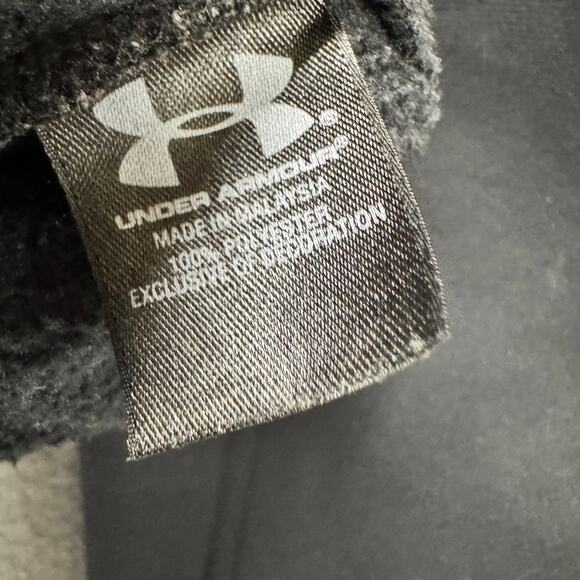 UNDER ARMOUR®
MADE IN MALAYSIA
100% POLYESTER
EXCLUSIVE OF DECORATION